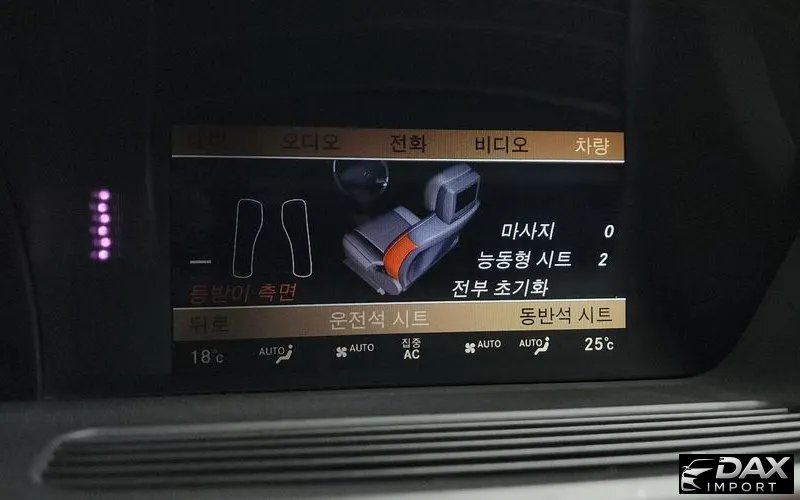 오디오 전화 비디오 차량
마사지 0
능동형 시트 2
등받이 측면 전부 초기화
뒤로 운전석 시트 동반석 시트
18°c AUTO AUTO 집중 AC AUTO AUTO 25°c
DAX
IMPORT